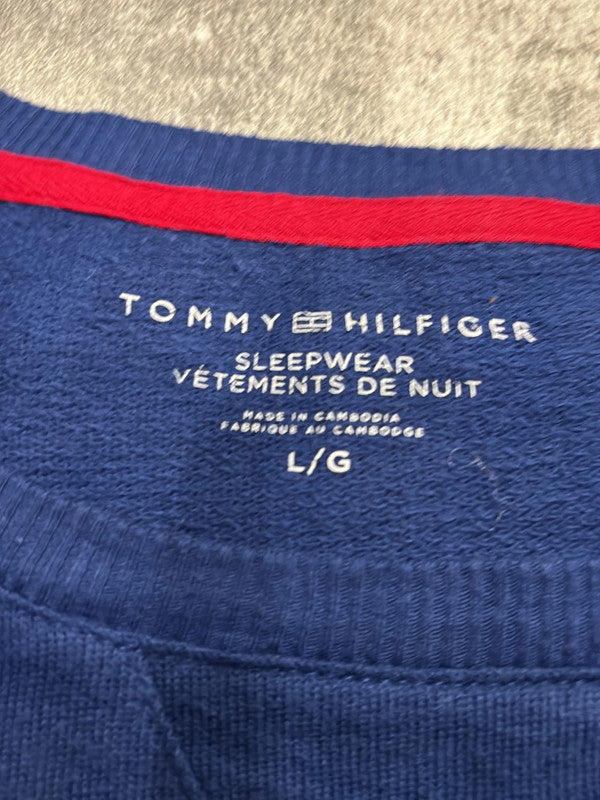 TOMMY HILFIGER
SLEEPWEAR
VÊTEMENTS DE NUIT
MADE IN CAMBODIA
FABRIQUÉ AU CAMBODGE
L/G